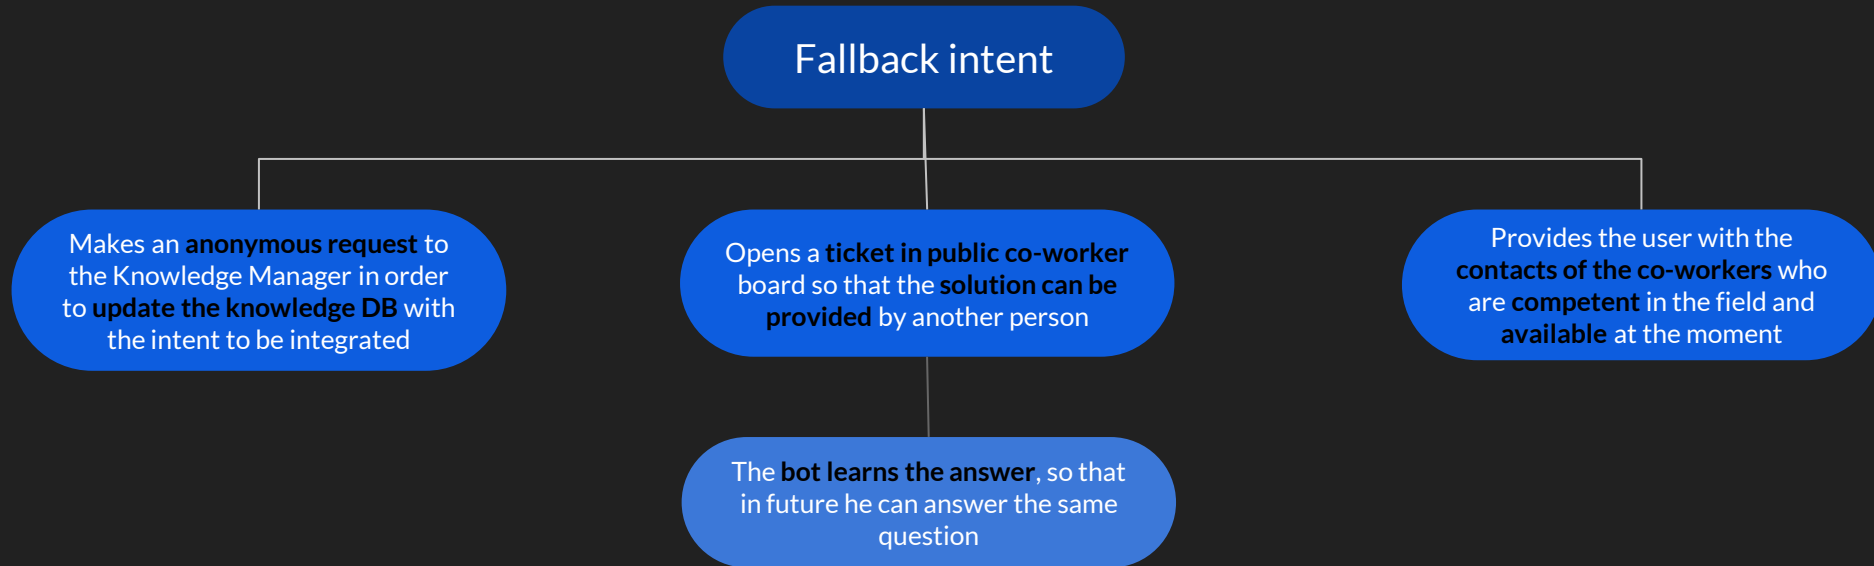 Fallback intent
Makes an anonymous request to
the Knowledge Manager in order
to update the knowledge DB with
the intent to be integrated
Opens a ticket in public co-worker
board so that the solution can be
provided by another person
Provides the user with the
contacts of the co-workers who
are competent in the field and
available at the moment
The bot learns the answer, so that
in future he can answer the same
question